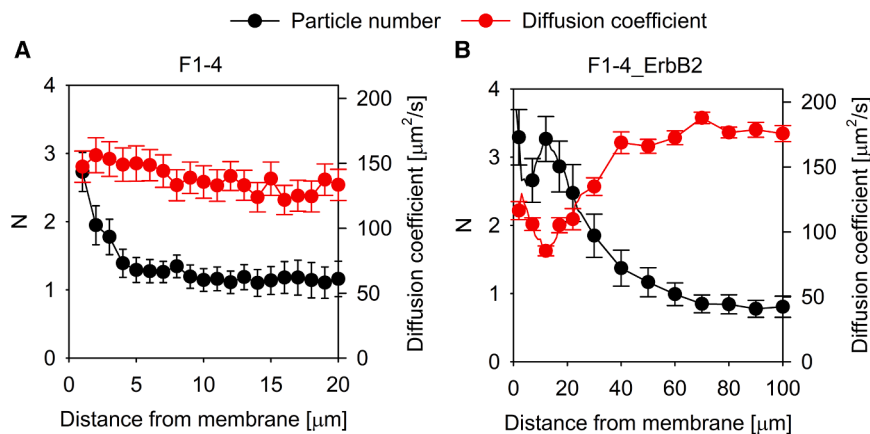 Particle number Diffusion coefficient
A F1-4
B F1-4_ErbB2
4 3 2 1 0
N
200 150 100 50 0
Diffusion coefficient [μm²/s]
0 5 10 15 20
Distance from membrane [μm]
4 3 2 1 0
N
200 150 100 50 0
Diffusion coefficient [μm²/s]
0 20 40 60 80 100
Distance from membrane [μm]